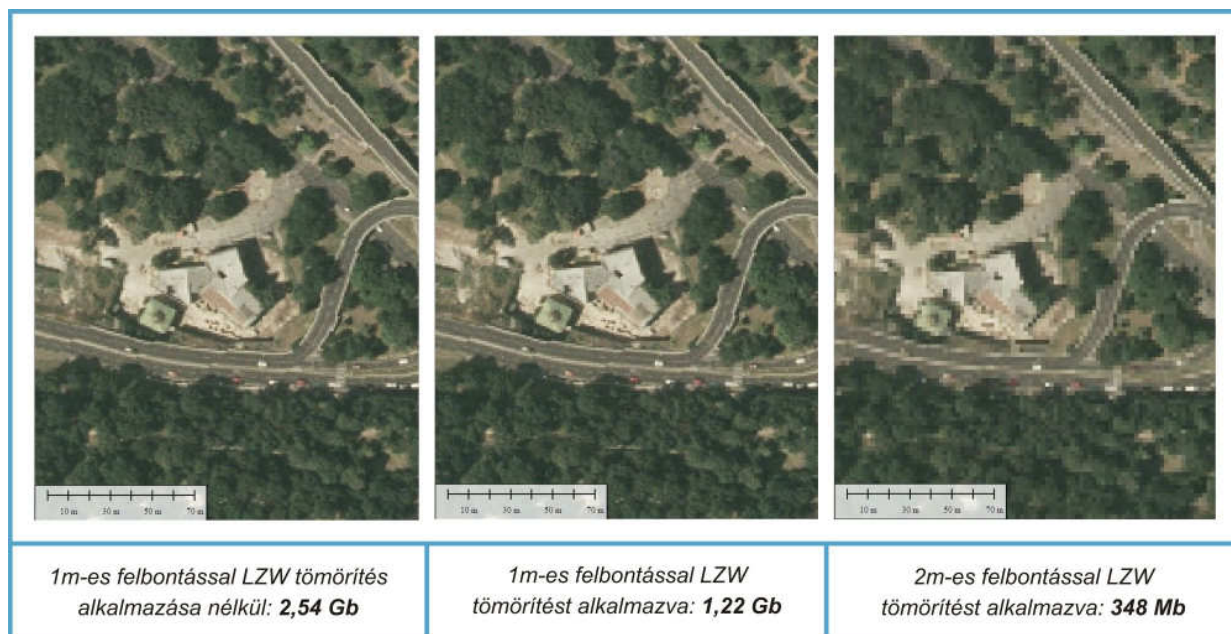 10 m 30 m 50 m 70 m
10 m 30 m 50 m 70 m
10 m 30 m 50 m 70 m
1m-es felbontással LZW tömörítés
alkalmazása nélkül: 2,54 Gb
1m-es felbontással LZW
tömörítést alkalmazva: 1,22 Gb
2m-es felbontással LZW
tömörítést alkalmazva: 348 Mb